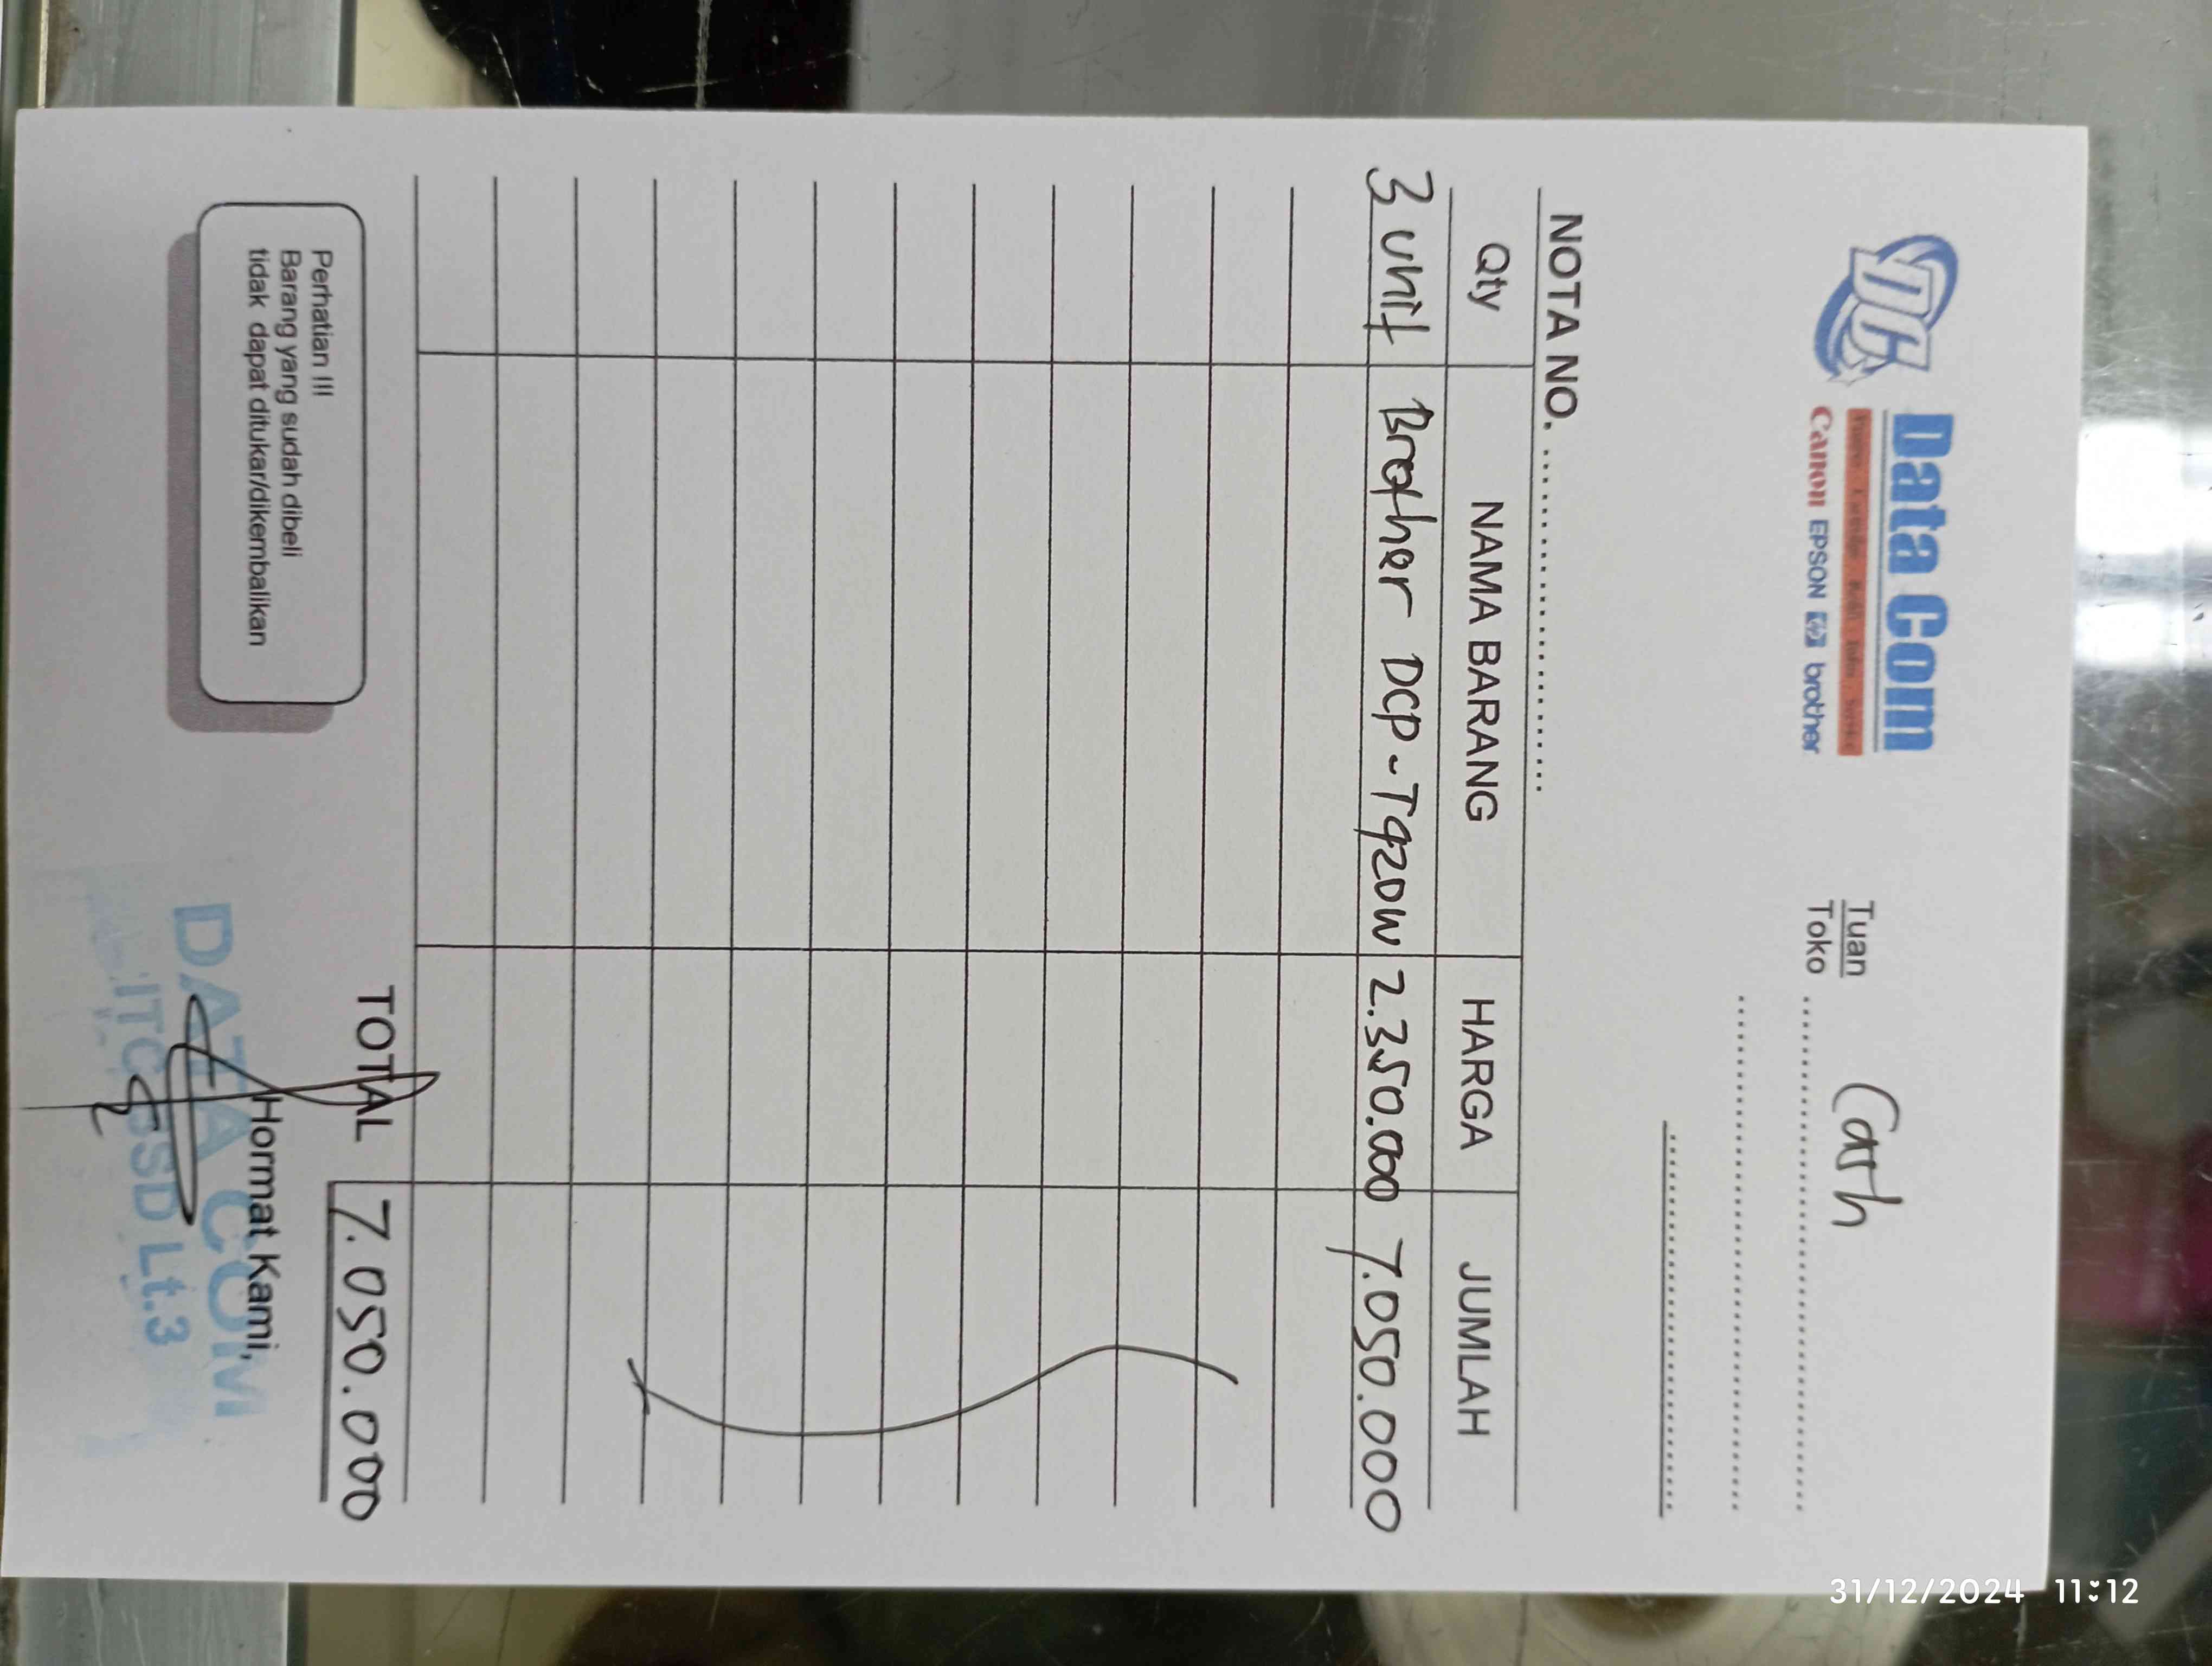 DC
Data Com
Canon EPSON hp brother
Tuan
Toko
Cash
NOTA NO.
Qty NAMA BARANG HARGA JUMLAH
3 unit Brother DCP-T920W 2.350.000 7.050.000
TOTAL 7.050.000
Perhatian !!!
Barang yang sudah dibeli
tidak dapat ditukar/dikembalikan
Hormat Kami,
DATA COM
ITC BSD Lt.3
31/12/2024 11:12